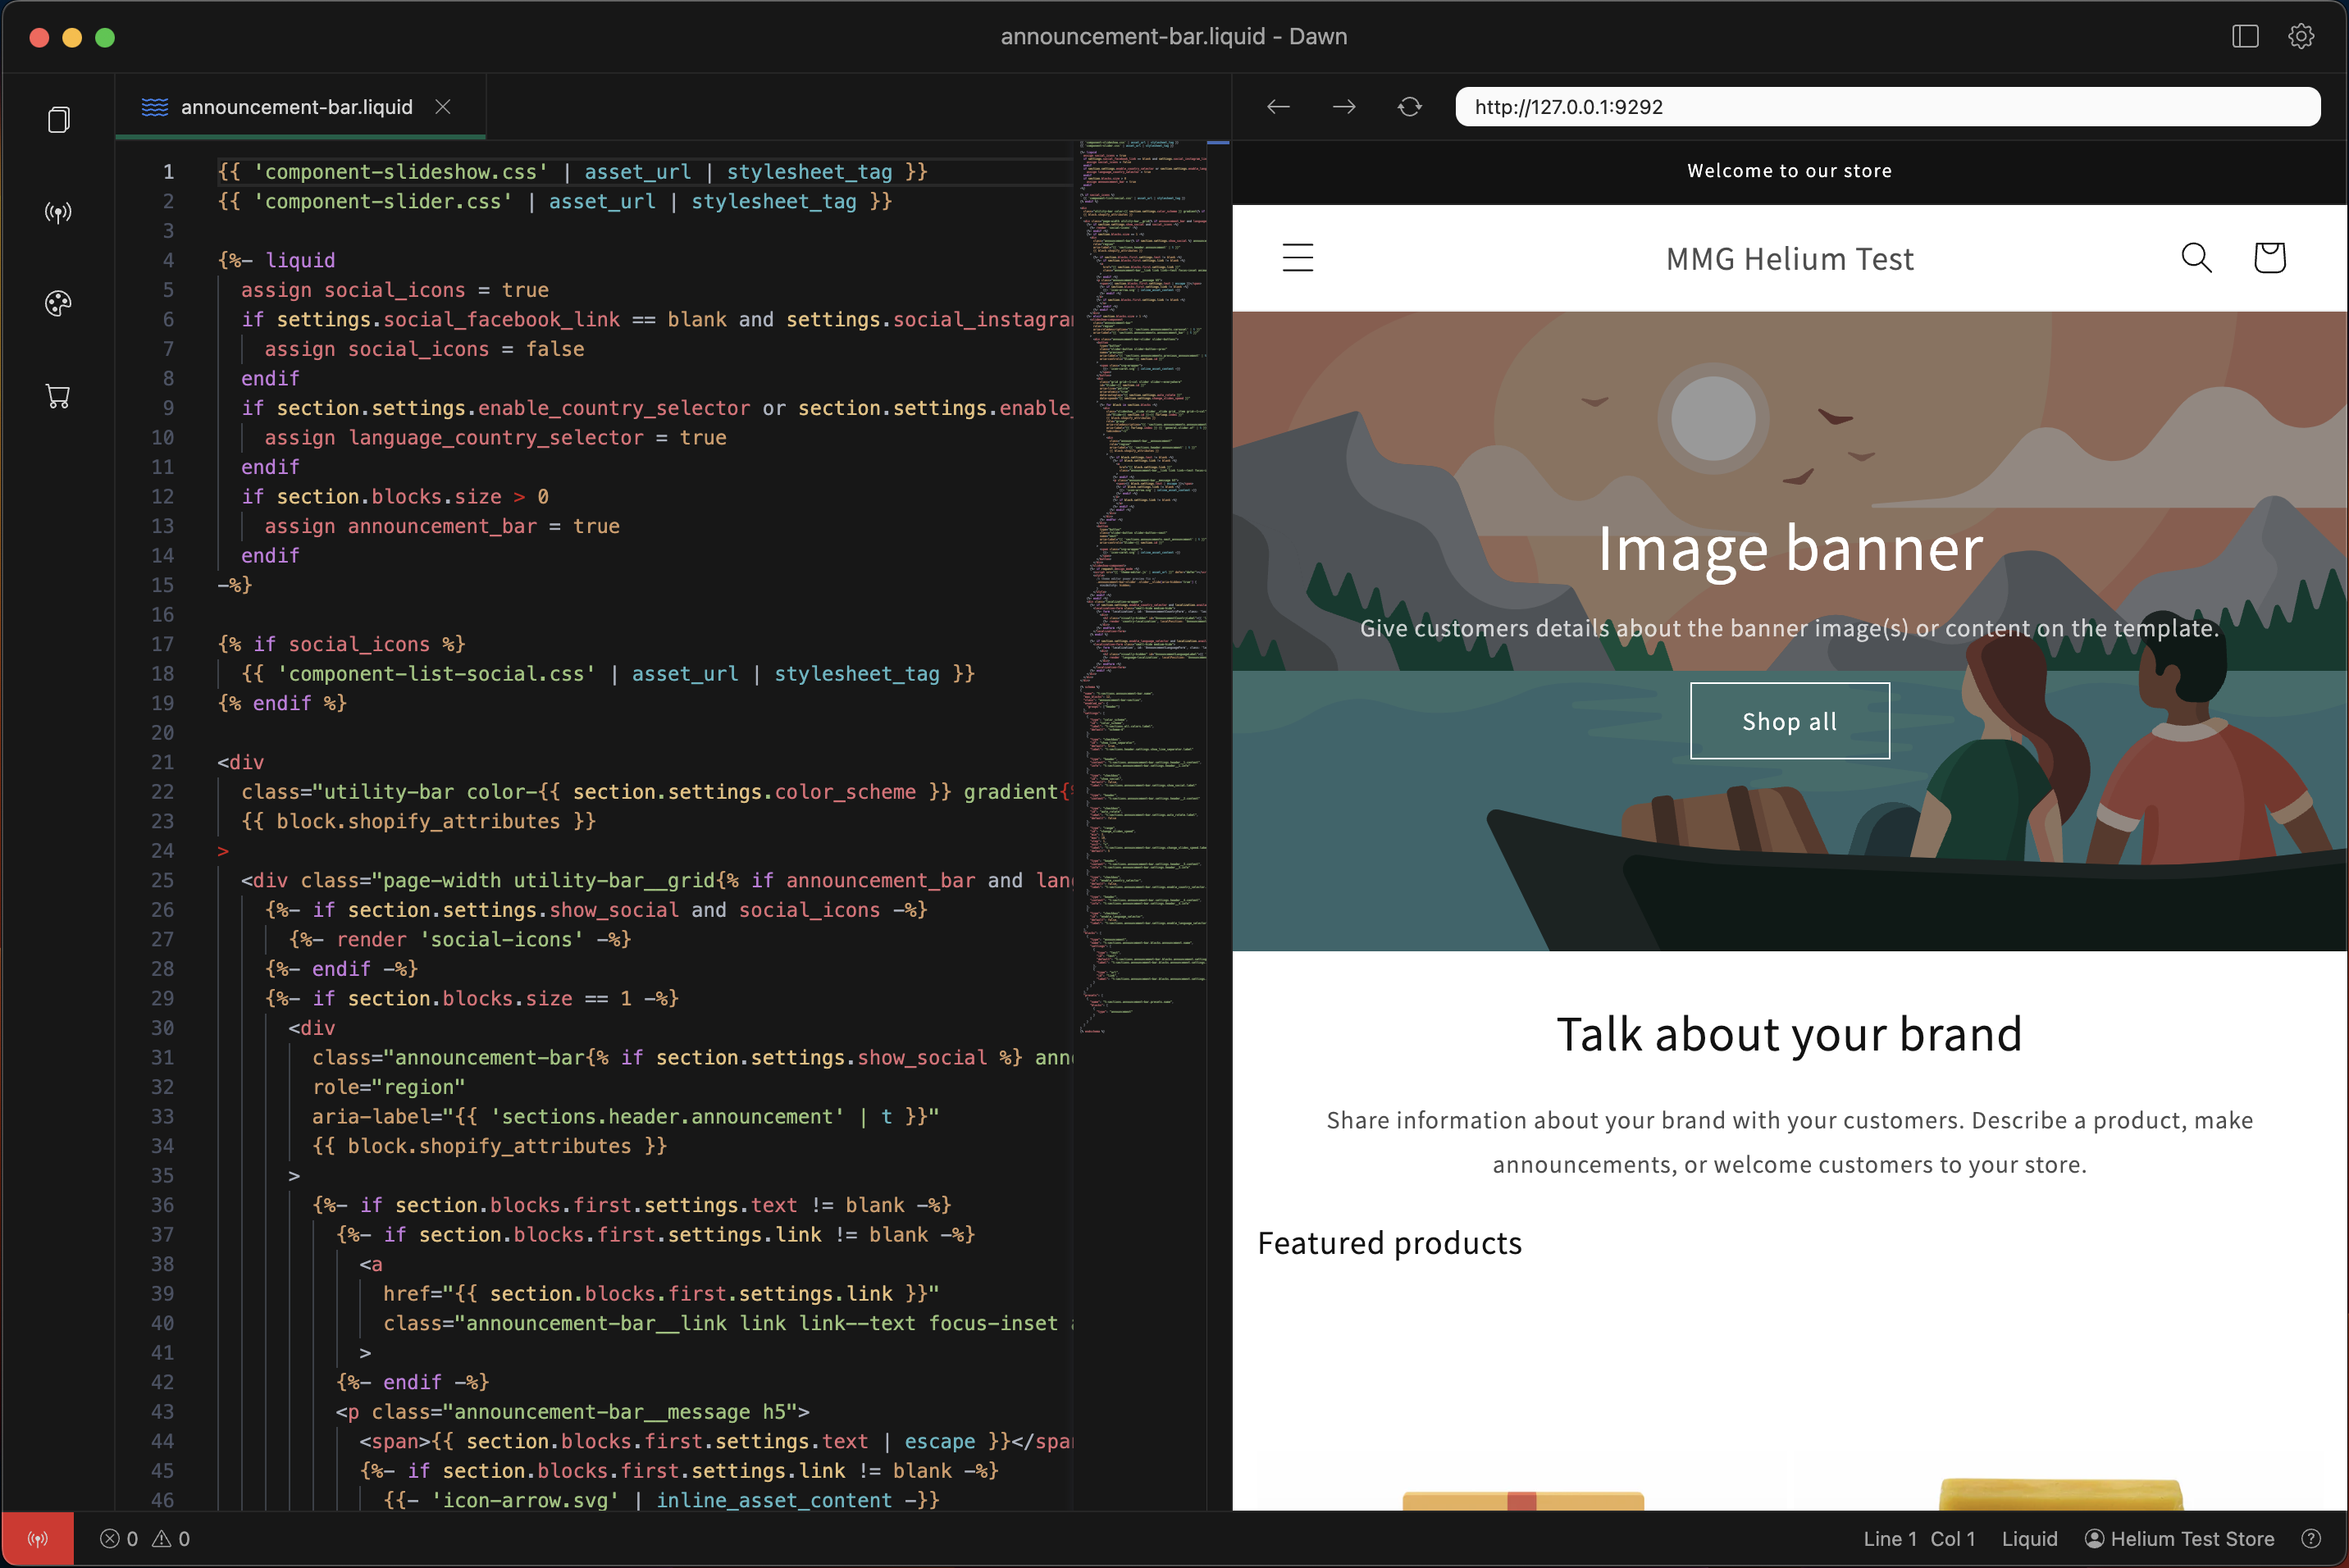 announcement-bar.liquid - Dawn
announcement-bar.liquid
http://127.0.0.1:9292
1 {{ 'component-slideshow.css' | asset_url | stylesheet_tag }}
2 {{ 'component-slider.css' | asset_url | stylesheet_tag }}
3
4 {%- liquid
5 assign social_icons = true
6 if settings.social_facebook_link == blank and settings.social_instagra
7 assign social_icons = false
8 endif
9 if section.settings.enable_country_selector or section.settings.enable_
10 assign language_country_selector = true
11 endif
12 if section.blocks.size > 0
13 assign announcement_bar = true
14 endif
15 -%}
16
17 {% if social_icons %}
18 {{ 'component-list-social.css' | asset_url | stylesheet_tag }}
19 {% endif %}
20
21 <div
22 class="utility-bar color-{{ section.settings.color_scheme }} gradient{
23 {{ block.shopify_attributes }}
24 >
25 <div class="page-width utility-bar__grid{% if announcement_bar and lan
26 {%- if section.settings.show_social and social_icons -%}
27 {%- render 'social-icons' -%}
28 {%- endif -%}
29 {%- if section.blocks.size == 1 -%}
30 <div
31 class="announcement-bar{% if section.settings.show_social %} ann
32 role="region"
33 aria-label="{{ 'sections.header.announcement' | t }}"
34 {{ block.shopify_attributes }}
35 >
36 {%- if section.blocks.first.settings.text != blank -%}
37 {%- if section.blocks.first.settings.link != blank -%}
38 <a
39 href="{{ section.blocks.first.settings.link }}"
40 class="announcement-bar__link link link--text focus-inset
41 >
42 {%- endif -%}
43 <p class="announcement-bar__message h5">
44 <span>{{ section.blocks.first.settings.text | escape }}</spa
45 {%- if section.blocks.first.settings.link != blank -%}
46 {{- 'icon-arrow.svg' | inline_asset_content -}}
Welcome to our store
MMG Helium Test
Image banner
Give customers details about the banner image(s) or content on the template.
Shop all
Talk about your brand
Share information about your brand with your customers. Describe a product, make
announcements, or welcome customers to your store.
Featured products
0 0
Line 1 Col 1 Liquid Helium Test Store